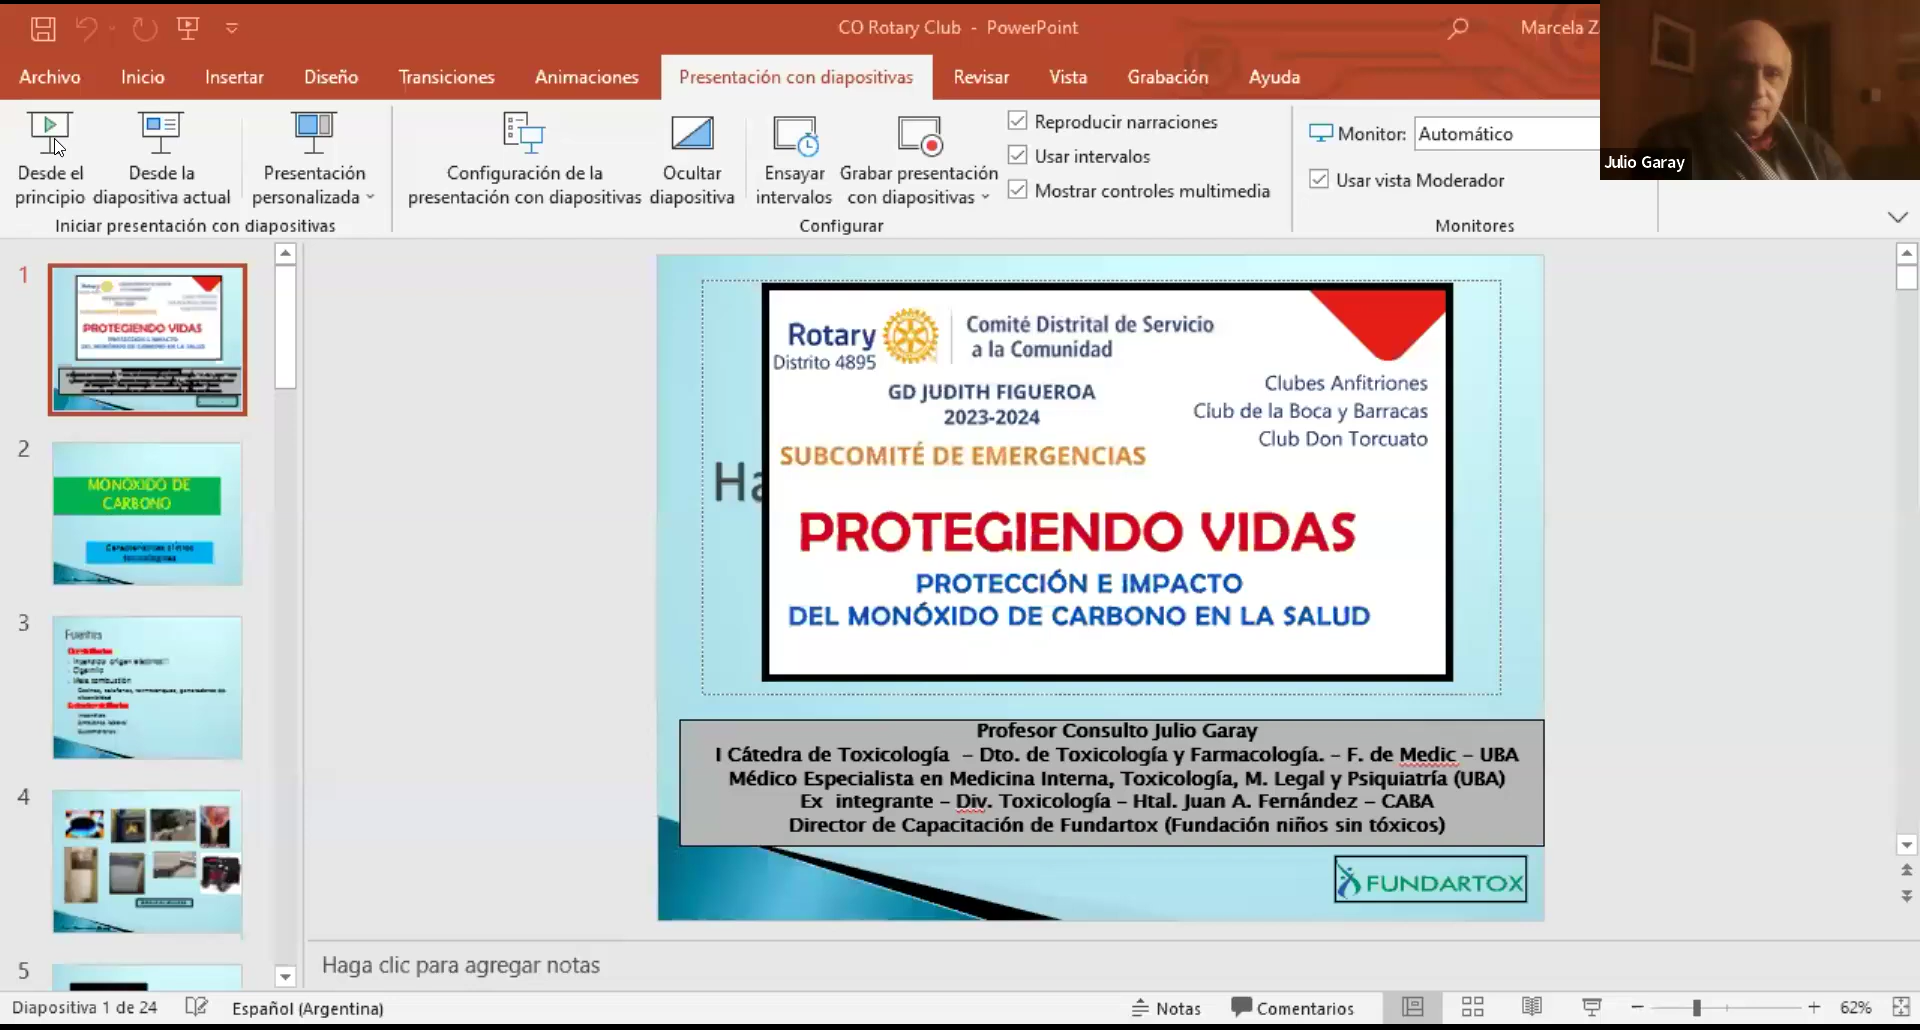 CO Rotary Club - PowerPoint
Marcela Z
Archivo
Inicio
Insertar
Diseño
Transiciones
Animaciones
Presentación con diapositivas
Revisar
Vista
Grabación
Ayuda
Desde el
principio
Desde la
diapositiva actual
Presentación
personalizada
Iniciar presentación con diapositivas
Configuración de la
presentación con diapositivas
Ocultar
diapositiva
Ensayar
intervalos
Grabar presentación
con diapositivas
Reproducir narraciones
Usar intervalos
Mostrar controles multimedia
Configurar
Monitor:
Automático
Usar vista Moderador
Monitores
Julio Garay
1
PROTEGIENDO VIDAS
2
MONÓXIDO DE
CARBONO
3
Fuentes
4
5
Ha
Rotary
Distrito 4895
Comité Distrital de Servicio
a la Comunidad
GD JUDITH FIGUEROA
2023-2024
Clubes Anfitriones
Club de la Boca y Barracas
Club Don Torcuato
SUBCOMITÉ DE EMERGENCIAS
PROTEGIENDO VIDAS
PROTECCIÓN E IMPACTO
DEL MONÓXIDO DE CARBONO EN LA SALUD
Profesor Consulto Julio Garay
I Cátedra de Toxicología – Dto. de Toxicología y Farmacología. – F. de Medic – UBA
Médico Especialista en Medicina Interna, Toxicología, M. Legal y Psiquiatría (UBA)
Ex integrante – Div. Toxicología – Htal. Juan A. Fernández – CABA
Director de Capacitación de Fundartox (Fundación niños sin tóxicos)
FUNDARTOX
Haga clic para agregar notas
Diapositiva 1 de 24
Español (Argentina)
Notas
Comentarios
62%